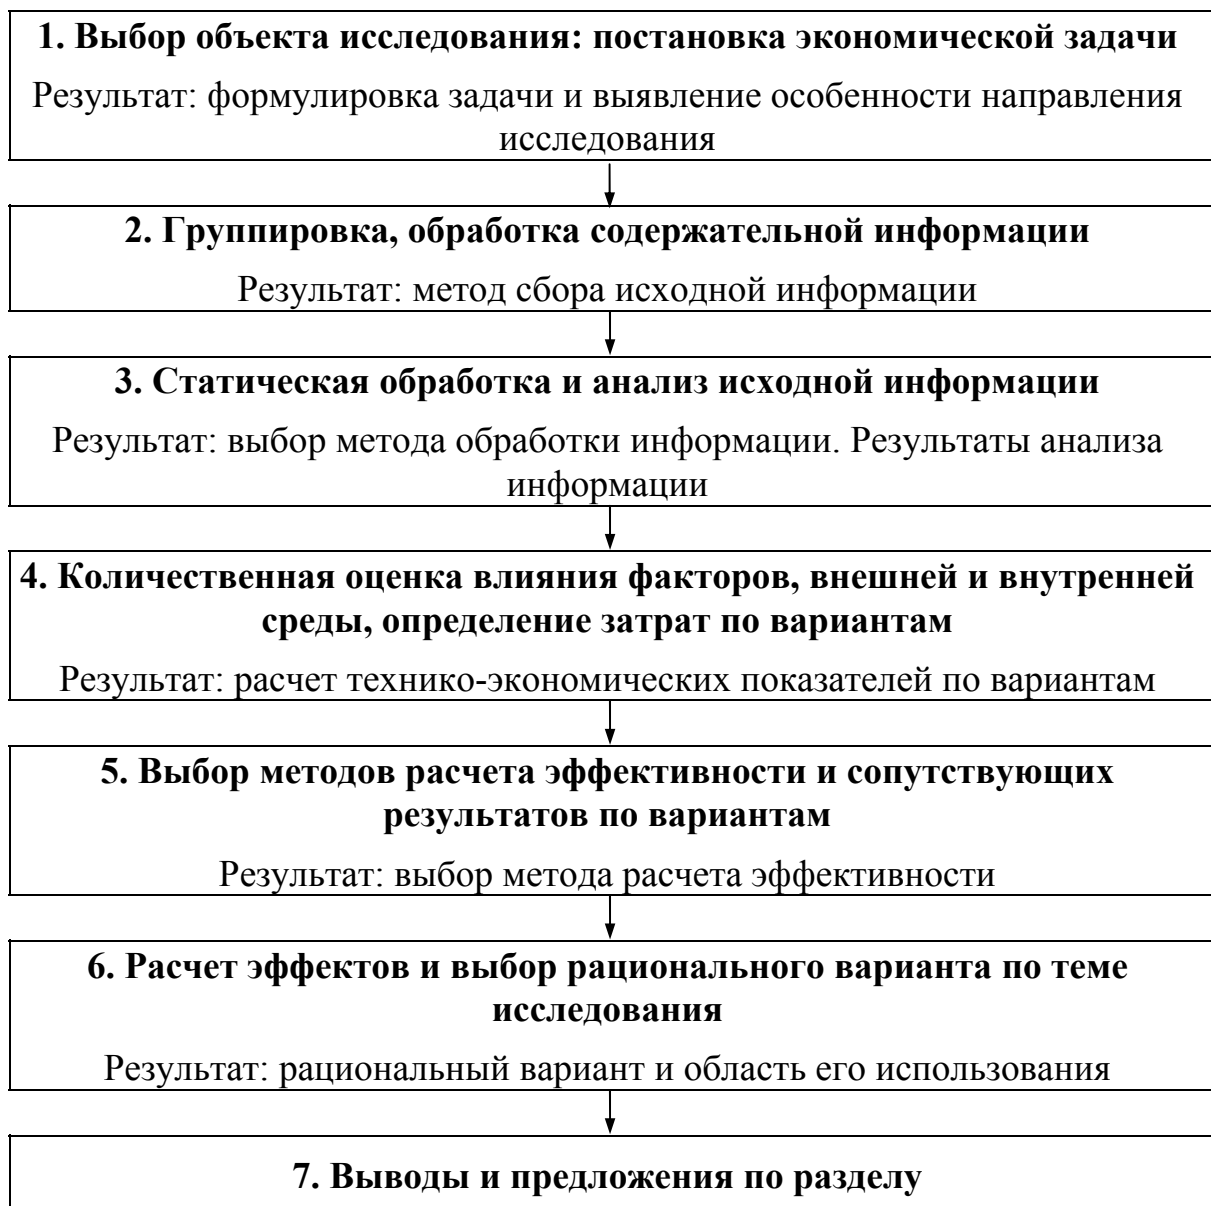 1. Выбор объекта исследования: постановка экономической задачи
Результат: формулировка задачи и выявление особенности направления
исследования
2. Группировка, обработка содержательной информации
Результат: метод сбора исходной информации
3. Статическая обработка и анализ исходной информации
Результат: выбор метода обработки информации. Результаты анализа
информации
4. Количественная оценка влияния факторов, внешней и внутренней
среды, определение затрат по вариантам
Результат: расчет технико-экономических показателей по вариантам
5. Выбор методов расчета эффективности и сопутствующих
результатов по вариантам
Результат: выбор метода расчета эффективности
6. Расчет эффектов и выбор рационального варианта по теме
исследования
Результат: рациональный вариант и область его использования
7. Выводы и предложения по разделу